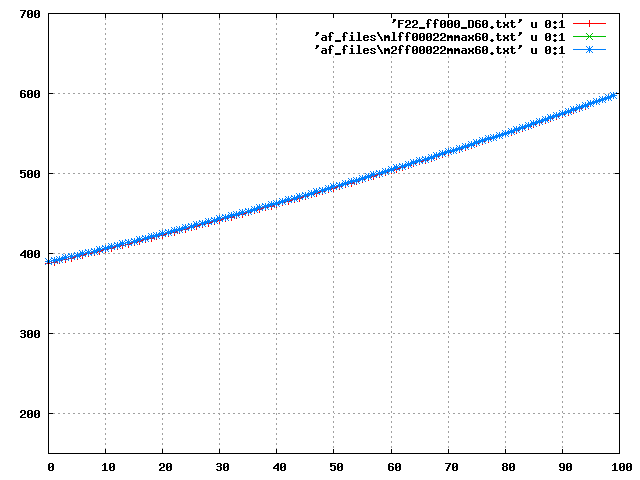 700
600
500
400
300
200
0 10 20 30 40 50 60 70 80 90 100
'F22_ff000_D60.txt' u 0:1
'af_files\m1ff00022mmax60.txt' u 0:1
'af_files\m2ff00022mmax60.txt' u 0:1